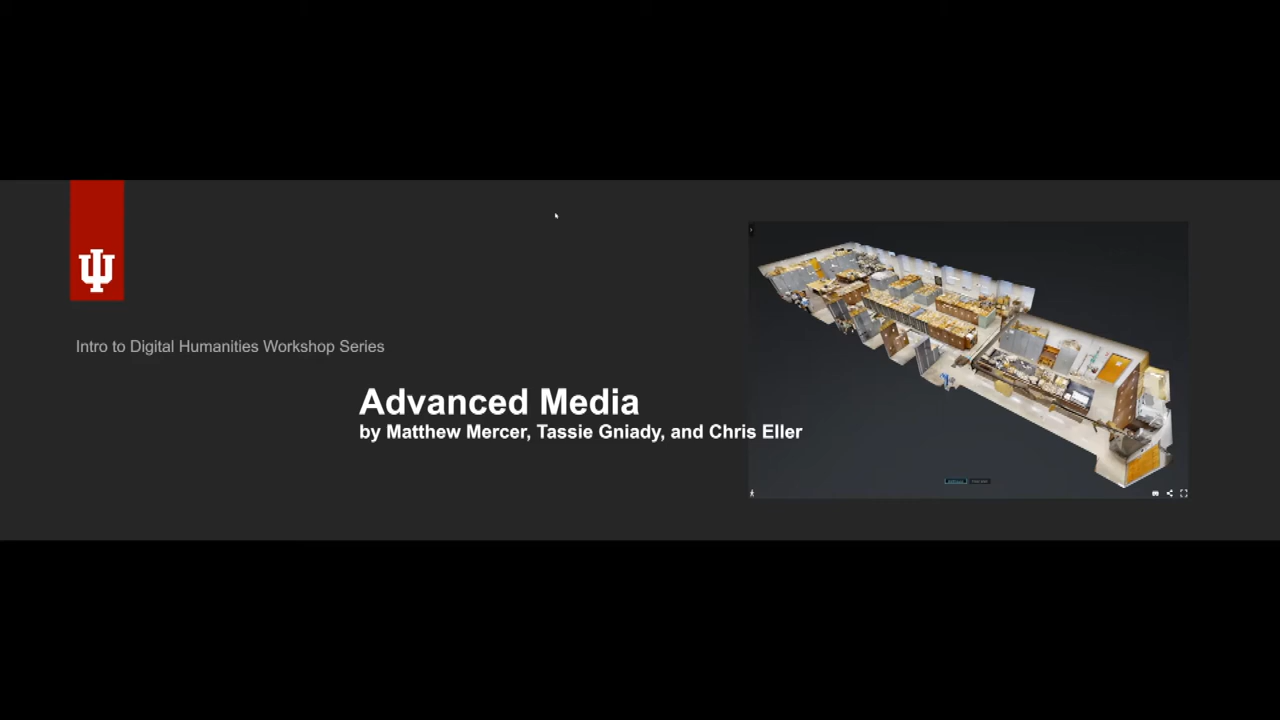 Intro to Digital Humanities Workshop Series
Advanced Media
by Matthew Mercer, Tassie Gniady, and Chris Eller